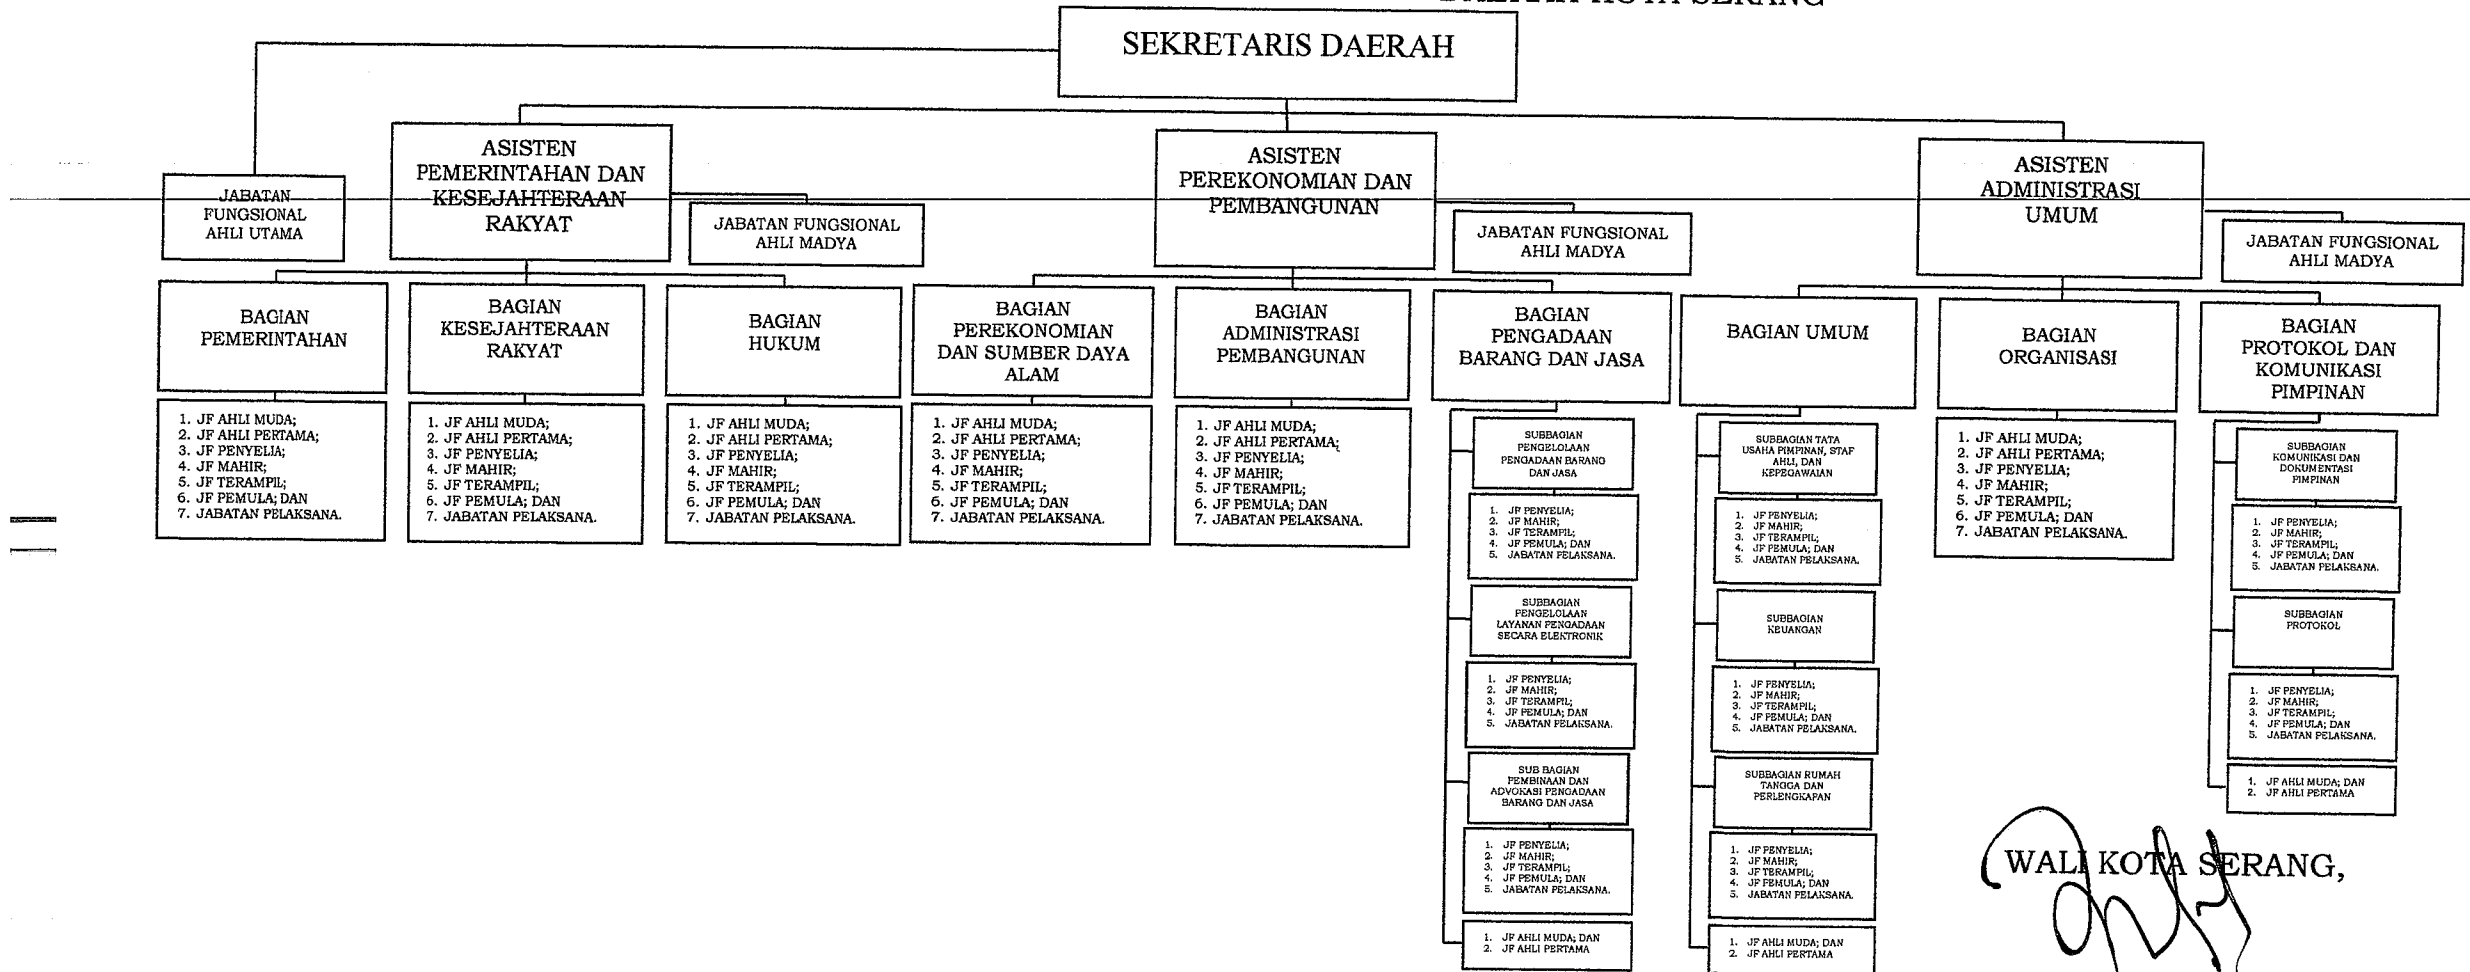 SEKRETARIS DAERAH
ASISTEN
PEMERINTAHAN DAN
KESEJAHTERAAN
RAKYAT
ASISTEN
PEREKONOMIAN DAN
PEMBANGUNAN
ASISTEN
ADMINISTRASI
UMUM
JABATAN
FUNGSIONAL
AHLI UTAMA
JABATAN FUNGSIONAL
AHLI MADYA
JABATAN FUNGSIONAL
AHLI MADYA
JABATAN FUNGSIONAL
AHLI MADYA
BAGIAN
PEMERINTAHAN
1. JF AHLI MUDA;
2. JF AHLI PERTAMA;
3. JF PENYELIA;
4. JF MAHIR;
5. JF TERAMPIL;
6. JF PEMULA; DAN
7. JABATAN PELAKSANA.
BAGIAN
KESEJAHTERAAN
RAKYAT
1. JF AHLI MUDA;
2. JF AHLI PERTAMA;
3. JF PENYELIA;
4. JF MAHIR;
5. JF TERAMPIL;
6. JF PEMULA; DAN
7. JABATAN PELAKSANA.
BAGIAN
HUKUM
1. JF AHLI MUDA;
2. JF AHLI PERTAMA;
3. JF PENYELIA;
4. JF MAHIR;
5. JF TERAMPIL;
6. JF PEMULA; DAN
7. JABATAN PELAKSANA.
BAGIAN
PEREKONOMIAN
DAN SUMBER DAYA
ALAM
1. JF AHLI MUDA;
2. JF AHLI PERTAMA;
3. JF PENYELIA;
4. JF MAHIR;
5. JF TERAMPIL;
6. JF PEMULA; DAN
7. JABATAN PELAKSANA.
BAGIAN
ADMINISTRASI
PEMBANGUNAN
1. JF AHLI MUDA;
2. JF AHLI PERTAMA;
3. JF PENYELIA;
4. JF MAHIR;
5. JF TERAMPIL;
6. JF PEMULA; DAN
7. JABATAN PELAKSANA.
BAGIAN
PENGADAAN
BARANG DAN JASA
SUBBAGIAN
PENGELOLAAN
PENGADAAN BARANG
DAN JASA
1. JF PENYELIA;
2. JF MAHIR;
3. JF TERAMPIL;
4. JF PEMULA; DAN
5. JABATAN PELAKSANA.
SUBBAGIAN
PENGELOLAAN
LAYANAN PENGADAAN
SECARA ELEKTRONIK
1. JF PENYELIA;
2. JF MAHIR;
3. JF TERAMPIL;
4. JF PEMULA; DAN
5. JABATAN PELAKSANA.
SUB BAGIAN
PEMBINAAN DAN
ADVOKASI PENGADAAN
BARANG DAN JASA
1. JF PENYELIA;
2. JF MAHIR;
3. JF TERAMPIL;
4. JF PEMULA; DAN
5. JABATAN PELAKSANA.
1. JF AHLI MUDA; DAN
2. JF AHLI PERTAMA
BAGIAN UMUM
SUBBAGIAN TATA
USAHA PIMPINAN, STAF
AHLI, DAN
KEPEGAWAIAN
1. JF PENYELIA;
2. JF MAHIR;
3. JF TERAMPIL;
4. JF PEMULA; DAN
5. JABATAN PELAKSANA.
SUBBAGIAN
KEUANGAN
1. JF PENYELIA;
2. JF MAHIR;
3. JF TERAMPIL;
4. JF PEMULA; DAN
5. JABATAN PELAKSANA.
SUBBAGIAN RUMAH
TANGGA DAN
PERLENGKAPAN
1. JF PENYELIA;
2. JF MAHIR;
3. JF TERAMPIL;
4. JF PEMULA; DAN
5. JABATAN PELAKSANA.
1. JF AHLI MUDA; DAN
2. JF AHLI PERTAMA
BAGIAN
ORGANISASI
1. JF AHLI MUDA;
2. JF AHLI PERTAMA;
3. JF PENYELIA;
4. JF MAHIR;
5. JF TERAMPIL;
6. JF PEMULA; DAN
7. JABATAN PELAKSANA.
BAGIAN
PROTOKOL DAN
KOMUNIKASI
PIMPINAN
SUBBAGIAN
KOMUNIKASI DAN
DOKUMENTASI
PIMPINAN
1. JF PENYELIA;
2. JF MAHIR;
3. JF TERAMPIL;
4. JF PEMULA; DAN
5. JABATAN PELAKSANA.
SUBBAGIAN
PROTOKOL
1. JF PENYELIA;
2. JF MAHIR;
3. JF TERAMPIL;
4. JF PEMULA; DAN
5. JABATAN PELAKSANA.
1. JF AHLI MUDA; DAN
2. JF AHLI PERTAMA
WALI KOTA SERANG,